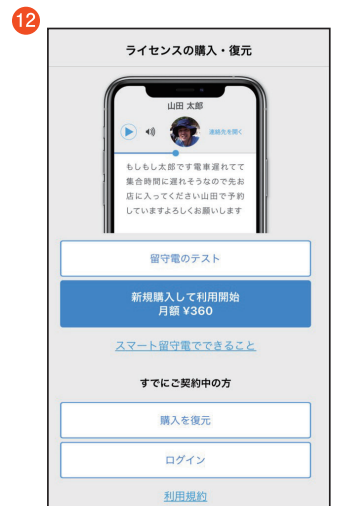 12
ライセンスの購入・復元
山田 太郎
連絡先を開く
もしもし太郎です電車遅れてて
集合時間に遅れそうなので先お
店に入ってください山田で予約
していますよろしくお願いします
留守電のテスト
新規購入して利用開始
月額 ¥360
スマート留守電でできること
すでにご契約中の方
購入を復元
ログイン
利用規約